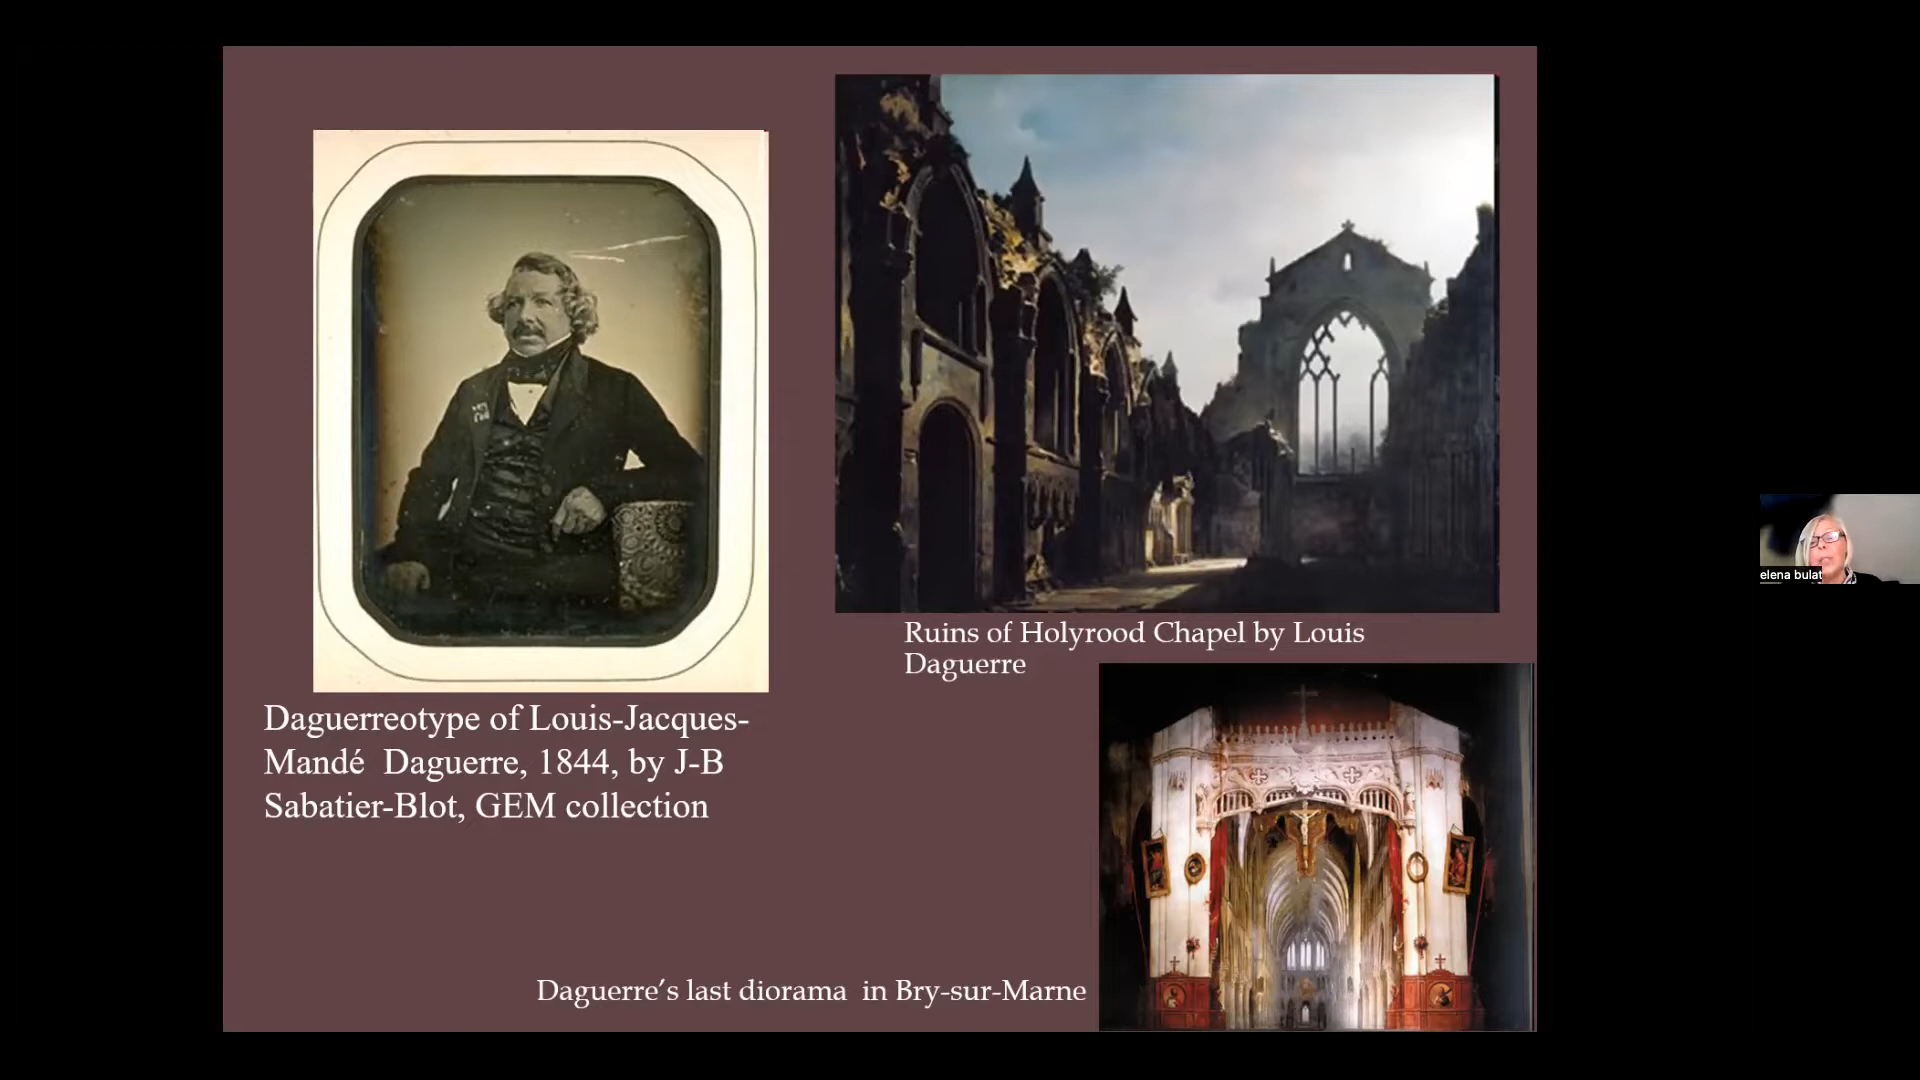 Ruins of Holyrood Chapel by Louis
Daguerre
Daguerreotype of Louis-Jacques-
Mandé  Daguerre, 1844, by J-B
Sabatier-Blot, GEM collection
Daguerre’s last diorama  in Bry-sur-Marne
elena bulat